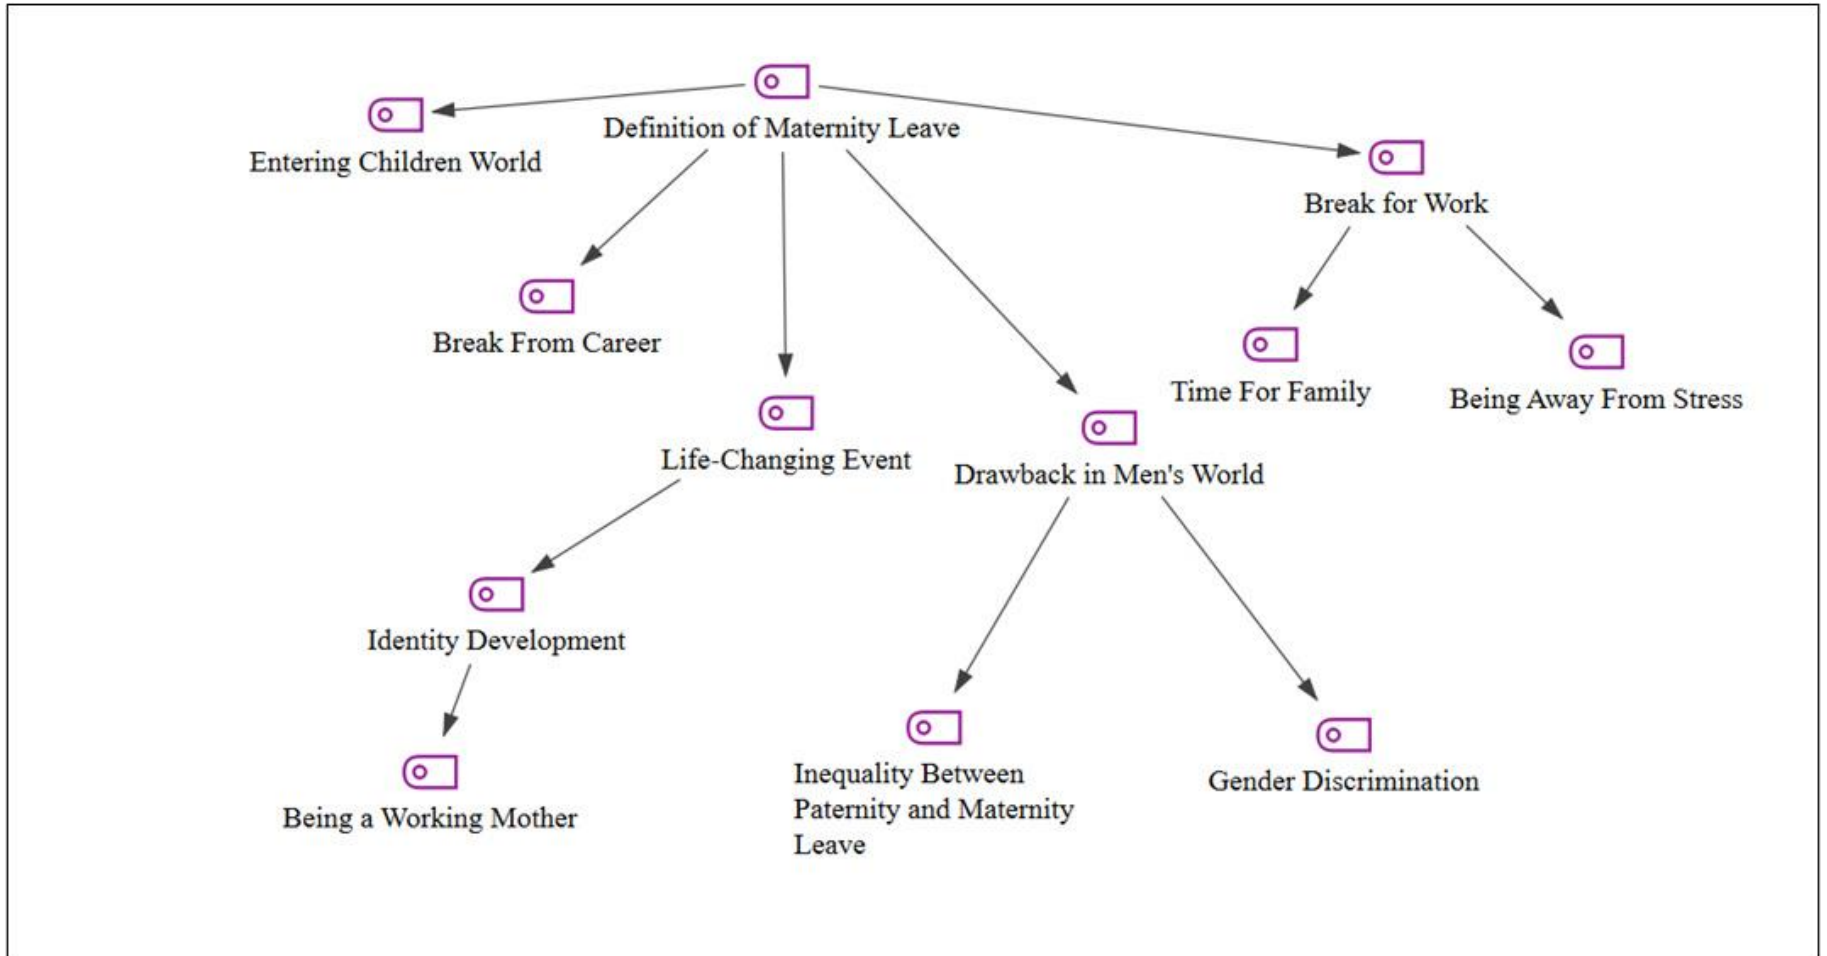 Definition of Maternity Leave
Entering Children World
Break for Work
Break From Career
Time For Family
Being Away From Stress
Life-Changing Event
Drawback in Men's World
Identity Development
Inequality Between
Paternity and Maternity
Leave
Gender Discrimination
Being a Working Mother